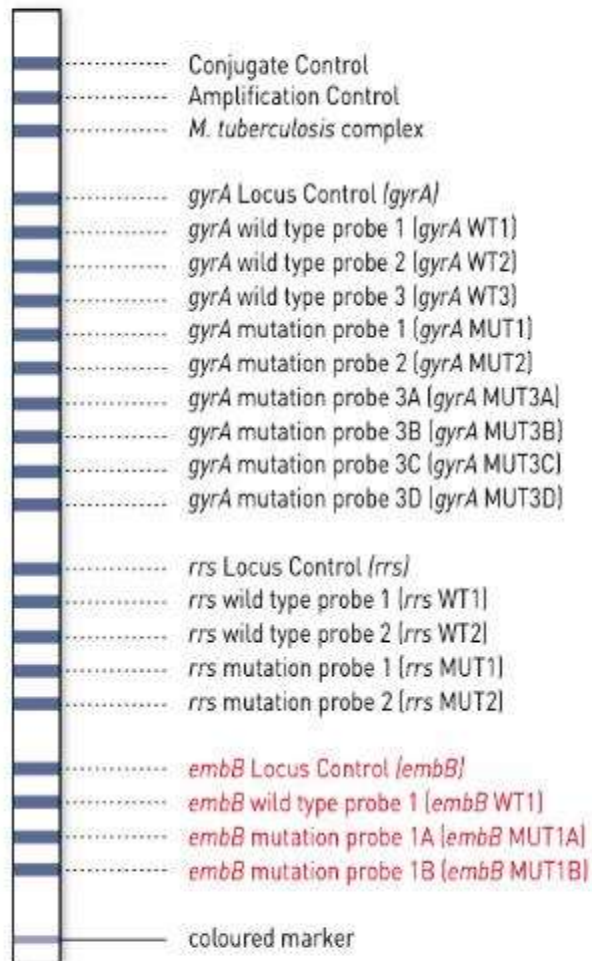 Conjugate Control
Amplification Control
M. tuberculosis complex
gyrA Locus Control (gyrA)
gyrA wild type probe 1 (gyrA WT1)
gyrA wild type probe 2 (gyrA WT2)
gyrA wild type probe 3 (gyrA WT3)
gyrA mutation probe 1 (gyrA MUT1)
gyrA mutation probe 2 (gyrA MUT2)
gyrA mutation probe 3A (gyrA MUT3A)
gyrA mutation probe 3B (gyrA MUT3B)
gyrA mutation probe 3C (gyrA MUT3C)
gyrA mutation probe 3D (gyrA MUT3D)
rrs Locus Control (rrs)
rrs wild type probe 1 (rrs WT1)
rrs wild type probe 2 (rrs WT2)
rrs mutation probe 1 (rrs MUT1)
rrs mutation probe 2 (rrs MUT2)
embB Locus Control (embB)
embB wild type probe 1 (embB WT1)
embB mutation probe 1A (embB MUT1A)
embB mutation probe 1B (embB MUT1B)
coloured marker